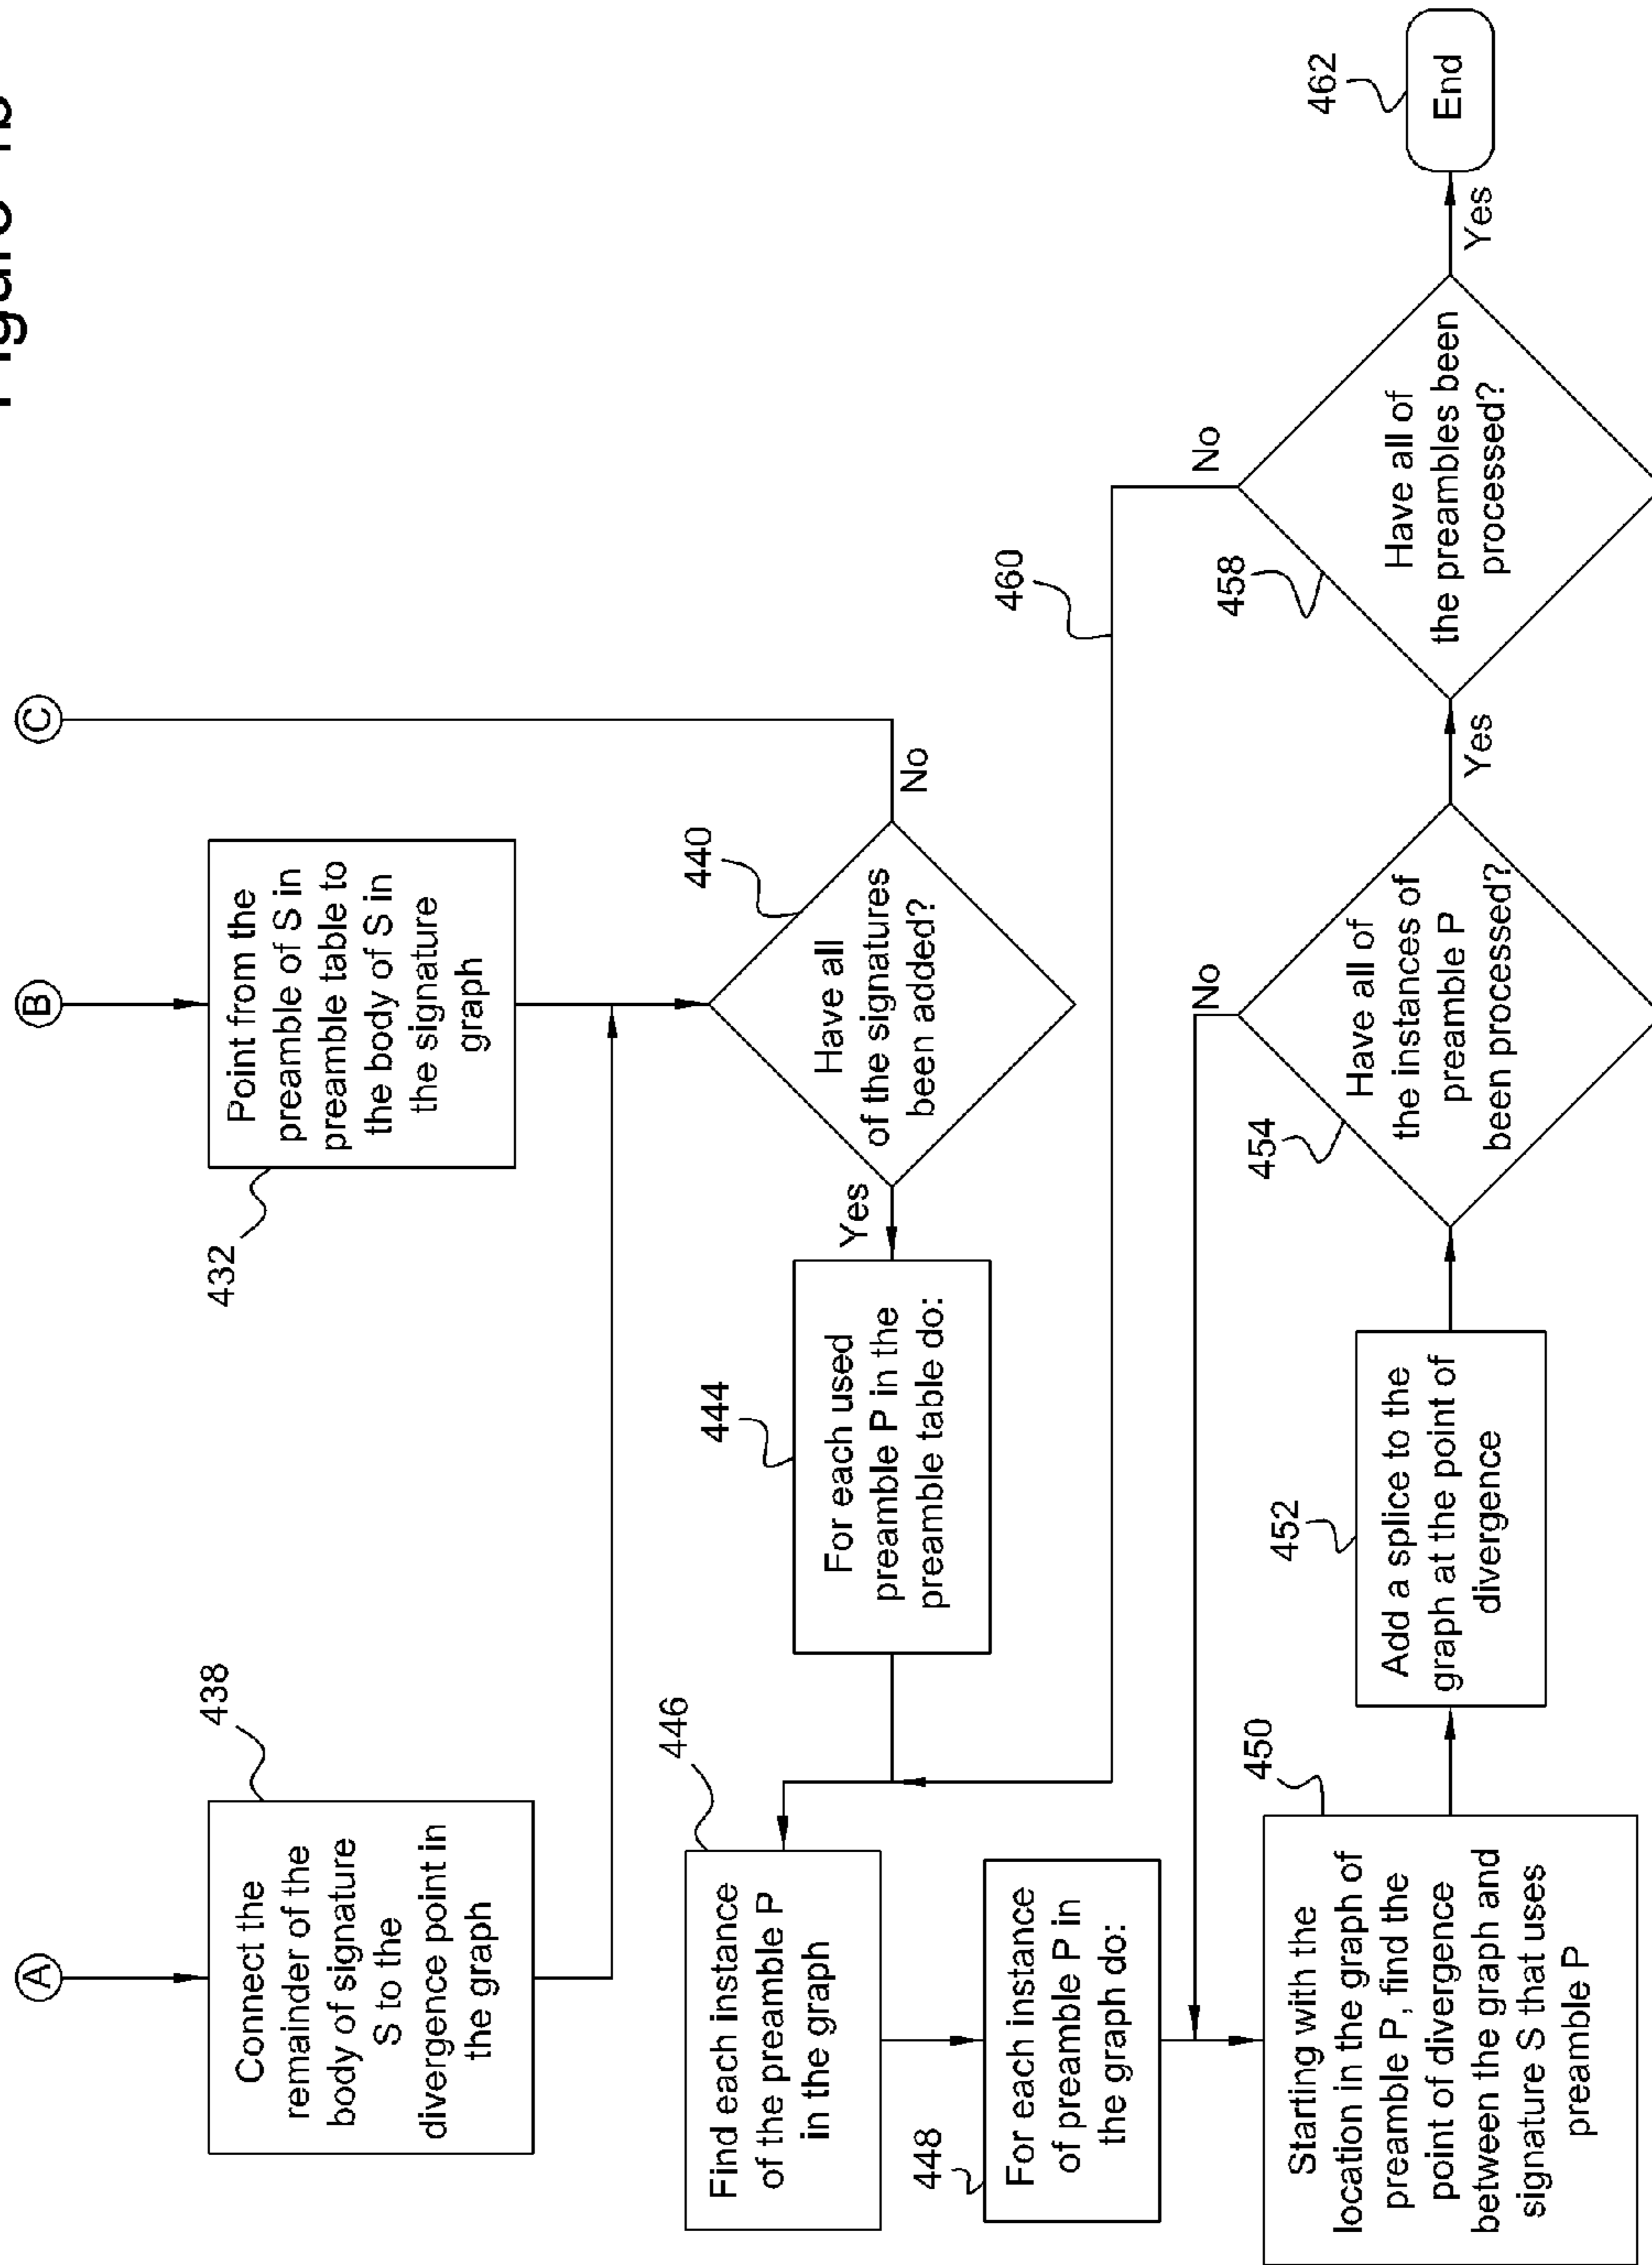 Figure 4b
A
B
C
438
Connect the
remainder of the
body of signature
S to the
divergence point in
the graph
432
Point from the
preamble of S in
preamble table to
the body of S in
the signature
graph
440
Have all
of the signatures
been added?
No
Yes
444
For each used
preamble P in the
preamble table do:
446
Find each instance
of the preamble P
in the graph
448
For each instance
of preamble P in
the graph do:
450
Starting with the
location in the graph of
preamble P, find the
point of divergence
between the graph and
signature S that uses
preamble P
452
Add a splice to the
graph at the point of
divergence
454
Have all of
the instances of
preamble P
been processed?
No
Yes
458
Have all of
the preambles been
processed?
No
460
Yes
462
End